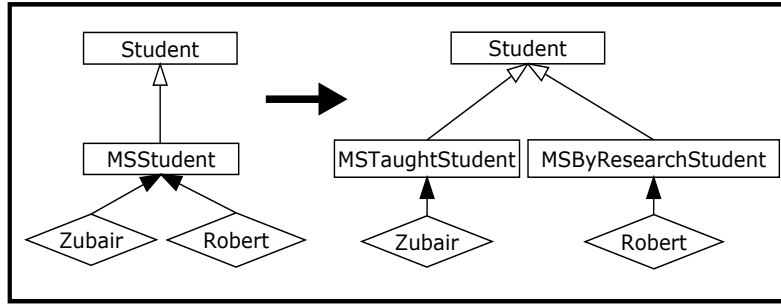 Student
Student
MSStudent
MSTaughtStudent
MSByResearchStudent
Zubair
Robert
Zubair
Robert